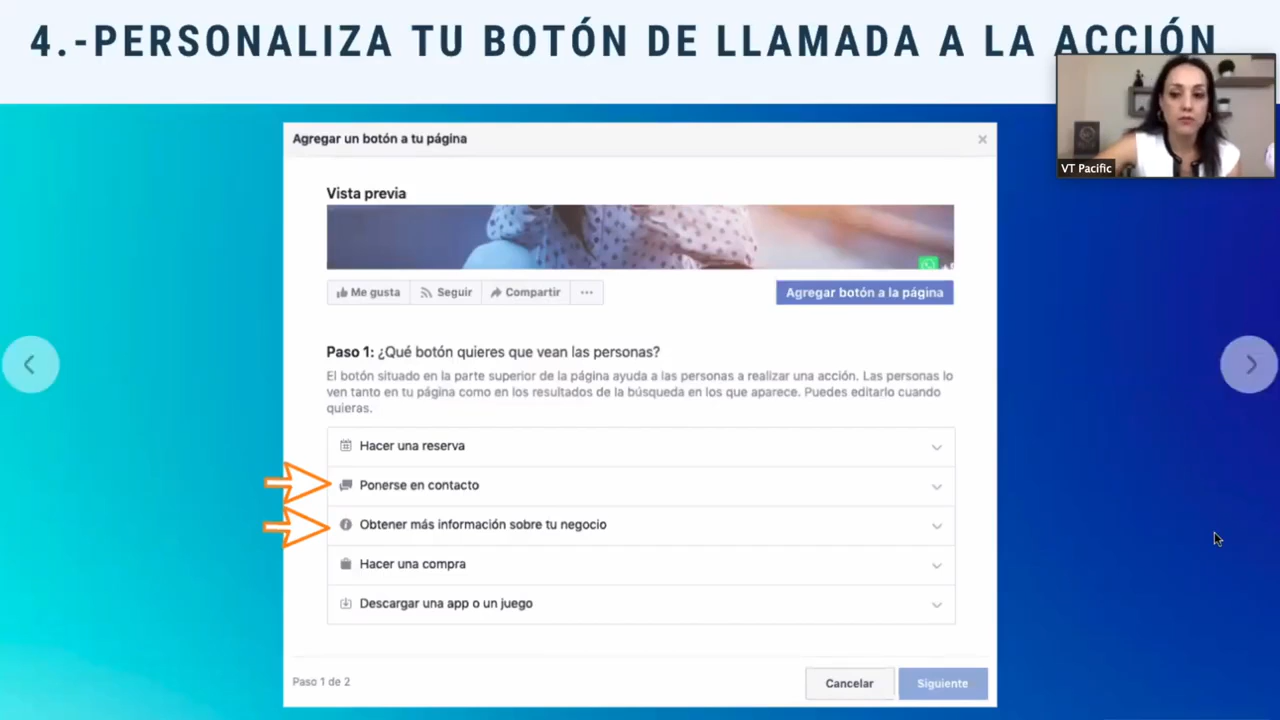 4.-PERSONALIZA TU BOTÓN DE LLAMADA A LA ACCIÓN
VT Pacific
Agregar un botón a tu página
Vista previa
Me gusta
Seguir
Compartir
Agregar botón a la página
Paso 1: ¿Qué botón quieres que vean las personas?
El botón situado en la parte superior de la página ayuda a las personas a realizar una acción. Las personas lo
ven tanto en tu página como en los resultados de la búsqueda en los que aparece. Puedes editarlo cuando
quieras.
Hacer una reserva
Ponerse en contacto
Obtener más información sobre tu negocio
Hacer una compra
Descargar una app o un juego
Paso 1 de 2
Cancelar
Siguiente